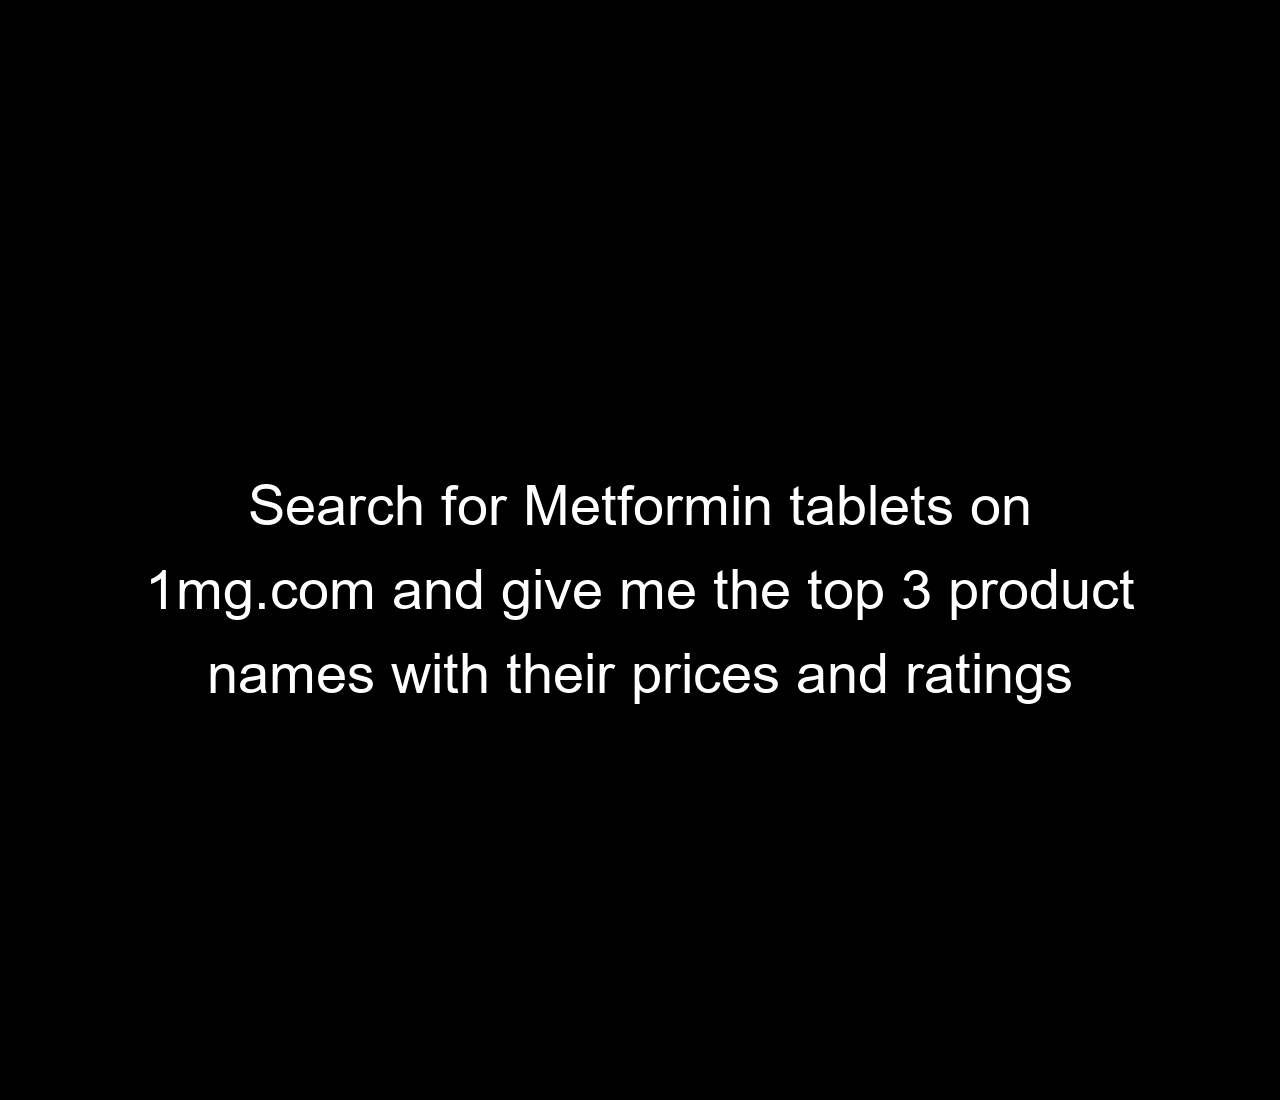 Search for Metformin tablets on
1mg.com and give me the top 3 product
names with their prices and ratings